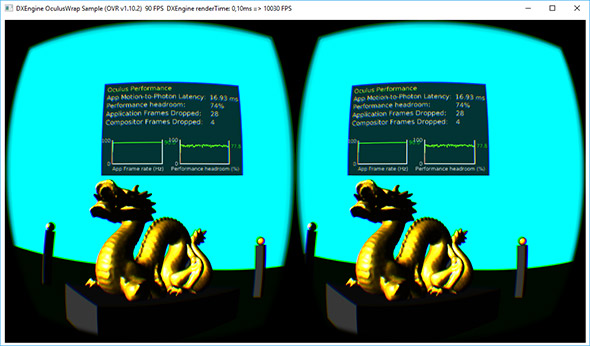 DXEngine OculusWrap Sample (OVR v1.10.2) 90 FPS DXEngine renderTime: 0,10ms => 10030 FPS
Oculus Performance
App Motion-to-Photon Latency: 16.93 ms
Performance headroom: 74%
Application Frames Dropped: 28
Compositor Frames Dropped: 4
100
100
77.8
0
0
App Frame rate (Hz)
Performance headroom (%)
Oculus Performance
App Motion-to-Photon Latency: 16.93 ms
Performance headroom: 74%
Application Frames Dropped: 28
Compositor Frames Dropped: 4
100
100
77.8
0
0
App Frame rate (Hz)
Performance headroom (%)